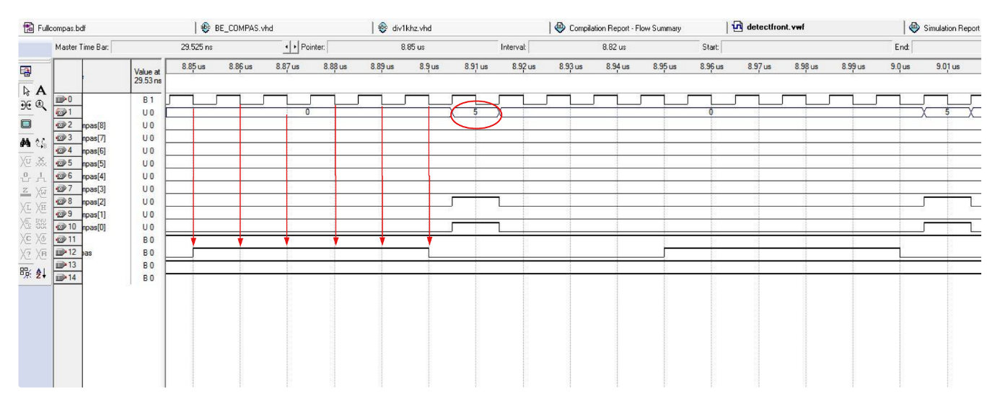 Fullcompas.bdf BE_COMPAS.vhd div1khz.vhd Compilation Report - Flow Summary detectfront.vwf Simulation Report
Master Time Bar: 29.525 ns Pointer: 8.85 us Interval: 8.82 us Start: End:
Value at
29.53 ns
8.85 us 8.86 us 8.87 us 8.88 us 8.89 us 8.9 us 8.91 us 8.92 us 8.93 us 8.94 us 8.95 us 8.96 us 8.97 us 8.98 us 8.99 us 9.0 us 9.01 us
0 B 1
1 U 0 0 5 0 5
2 npas[8] U 0
3 npas[7] U 0
4 npas[6] U 0
5 npas[5] U 0
6 npas[4] U 0
7 npas[3] U 0
8 npas[2] U 0
9 npas[1] U 0
10 npas[0] U 0
11 B 0
12 pas B 0
13 B 0
14 B 0